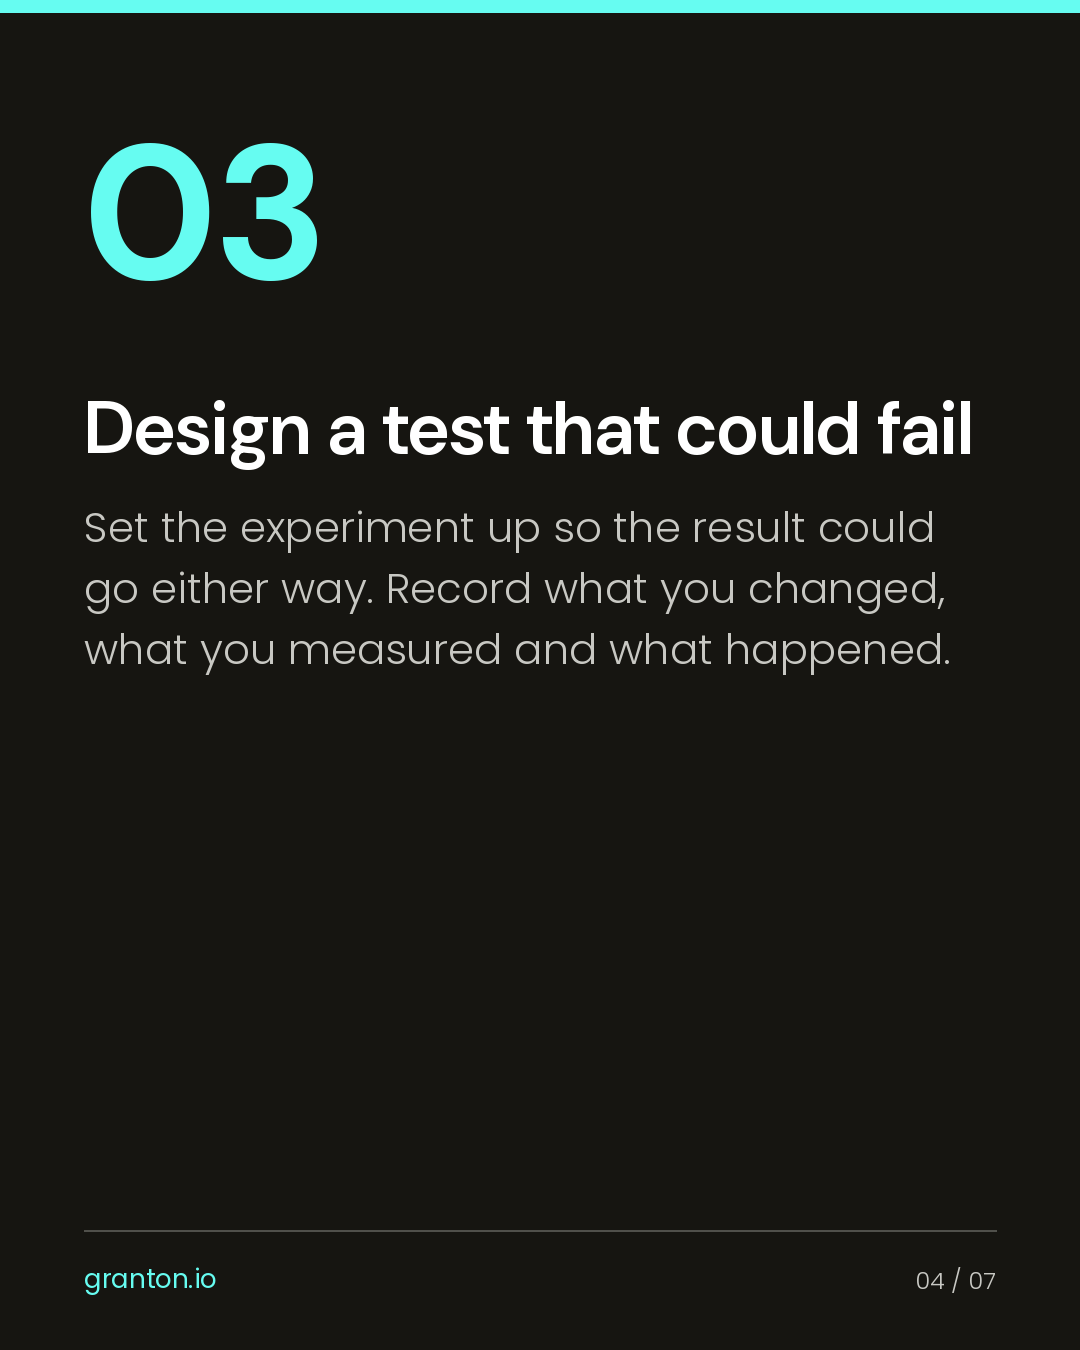 03
Design a test that could fail
Set the experiment up so the result could
go either way. Record what you changed,
what you measured and what happened.
granton.io
04 / 07